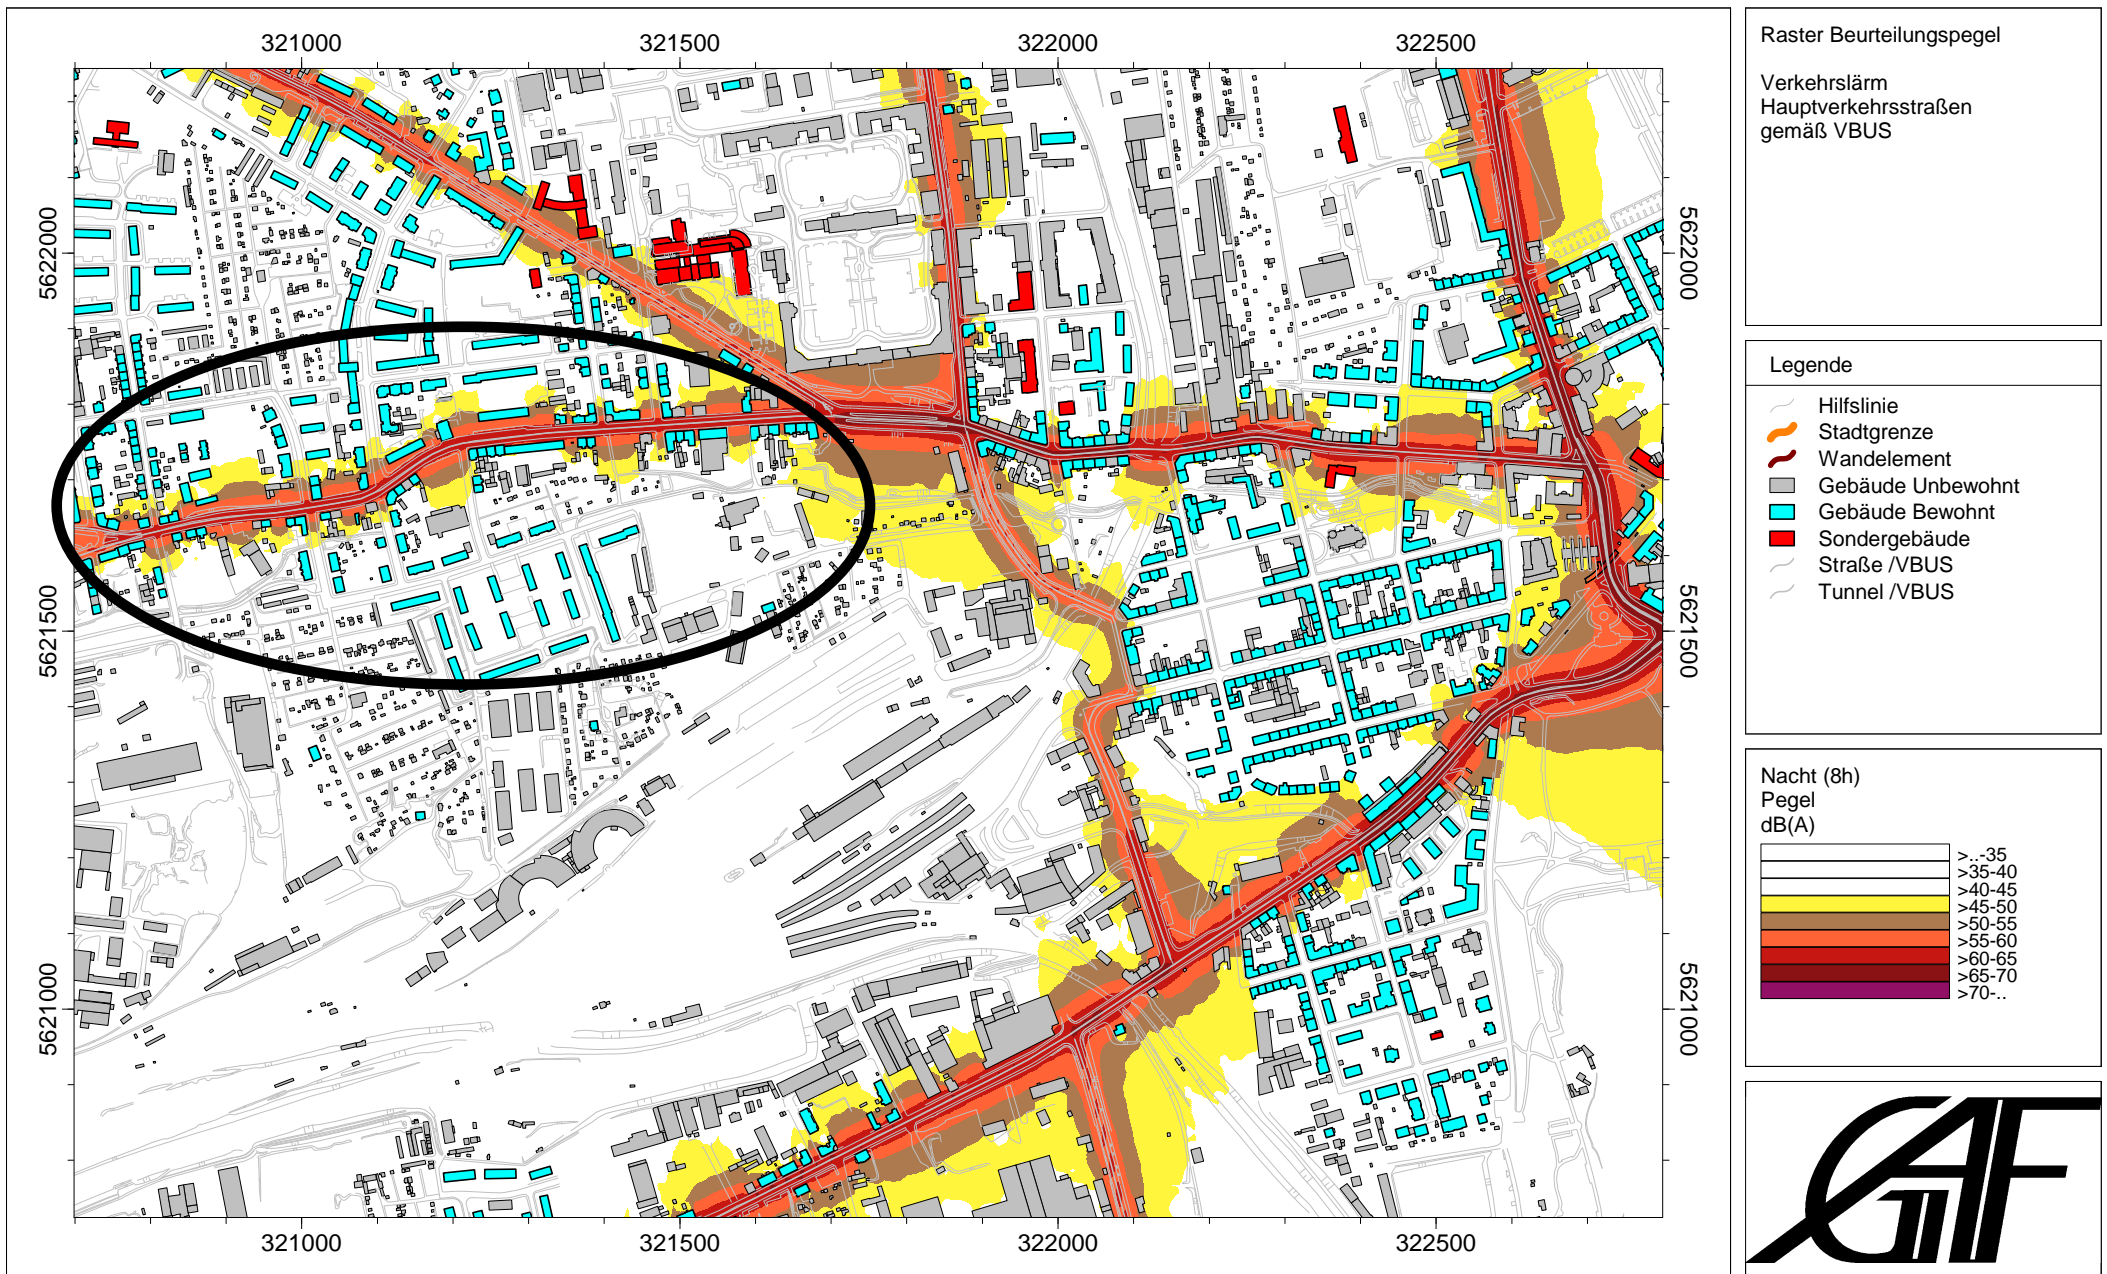 321000 321500 322000 322500
5622000
5621500
5621000
5622000
5621500
5621000
321000 321500 322000 322500
Raster Beurteilungspegel
Verkehrslärm
Hauptverkehrsstraßen
gemäß VBUS
Legende
Hilfslinie
Stadtgrenze
Wandelement
Gebäude Unbewohnt
Gebäude Bewohnt
Sondergebäude
Straße /VBUS
Tunnel /VBUS
Nacht (8h)
Pegel
dB(A)
>..-35
>35-40
>40-45
>45-50
>50-55
>55-60
>60-65
>65-70
>70-..
GAF